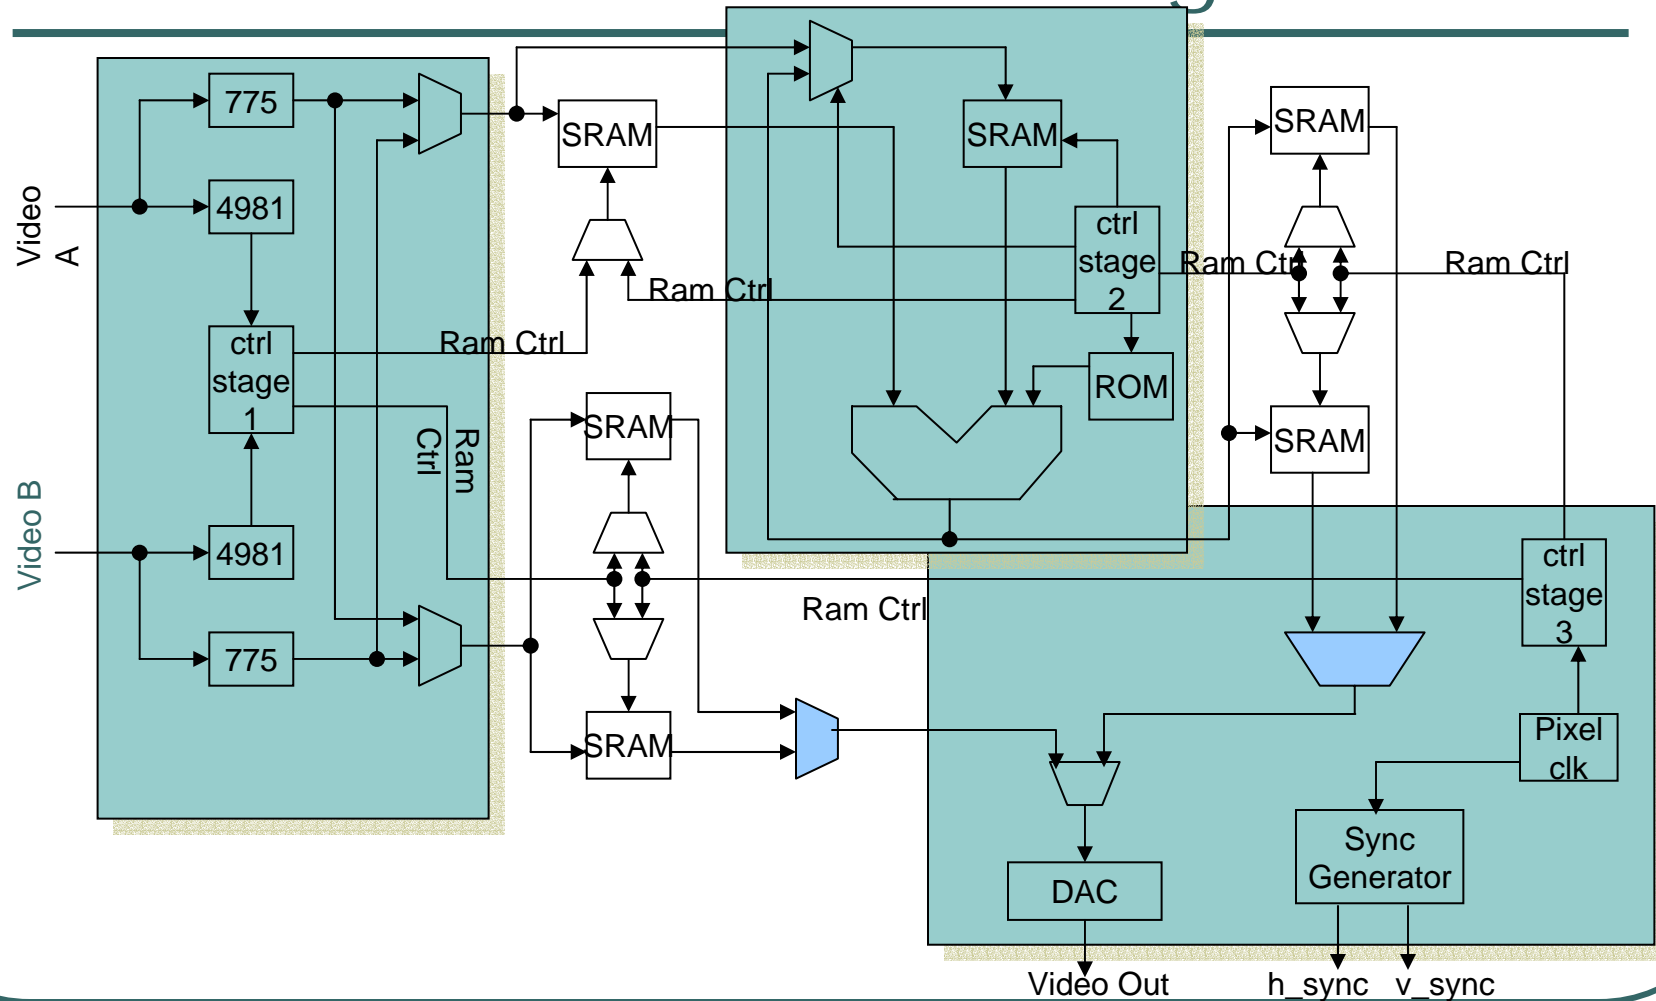 775
SRAM
SRAM
SRAM
Video
A
4981
ctrl
stage
2
Ram Ctrl
Ram Ctrl
Ram Ctrl
ctrl
stage
1
Ram Ctrl
ROM
SRAM
Ram
Ctrl
SRAM
Video B
4981
ctrl
stage
3
Ram Ctrl
775
SRAM
Pixel
clk
Sync
Generator
DAC
Video Out
h_sync
v_sync